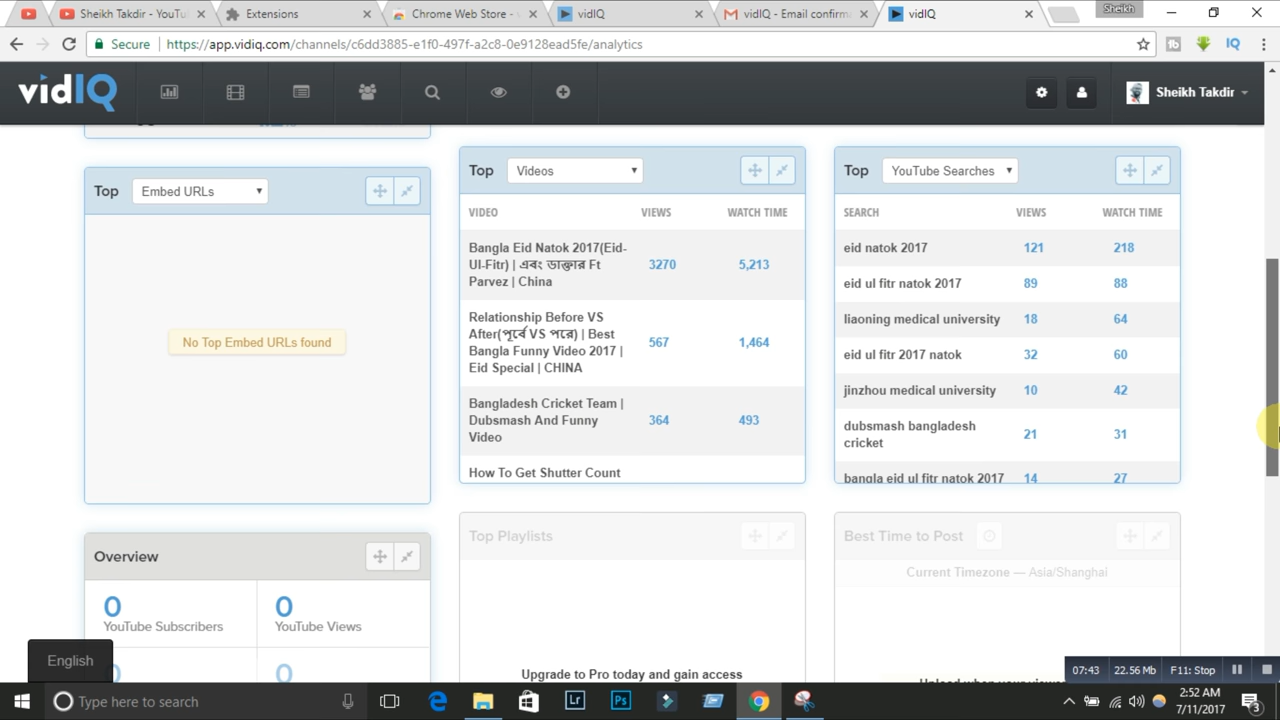 Sheikh Takdir - YouTu
Extensions
Chrome Web Store -
vidIQ
vidIQ - Email confirm
vidIQ
Sheikh
Secure
https://app.vidiq.com/channels/c6dd3885-e1f0-497f-a2c8-0e9128ead5fe/analytics
IQ
vidIQ
Sheikh Takdir
Top Embed URLs
No Top Embed URLs found
Top Videos
VIDEO VIEWS WATCH TIME
Bangla Eid Natok 2017(Eid-
Ul-Fitr) | এবং ডাক্তার Ft
Parvez | China
3270 5,213
Relationship Before VS
After(পূর্বে VS পরে) | Best
Bangla Funny Video 2017 |
Eid Special | CHINA
567 1,464
Bangladesh Cricket Team |
Dubsmash And Funny
Video
364 493
How To Get Shutter Count
Top YouTube Searches
SEARCH VIEWS WATCH TIME
eid natok 2017 121 218
eid ul fitr natok 2017 89 88
liaoning medical university 18 64
eid ul fitr 2017 natok 32 60
jinzhou medical university 10 42
dubsmash bangladesh
cricket
21 31
bangla eid ul fitr natok 2017 14 27
Overview
0 0
YouTube Subscribers YouTube Views
Top Playlists
Upgrade to Pro today and gain access
Best Time to Post
Current Timezone — Asia/Shanghai
English
07:43 22.56 Mb F11: Stop
Type here to search
Lr
Ps
2:52 AM
7/11/2017
3